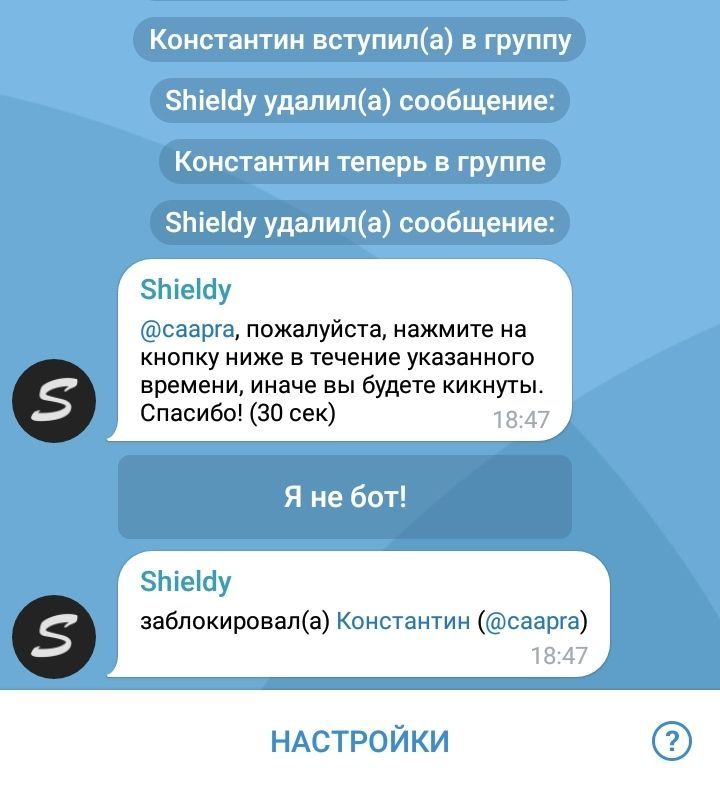 Константин вступил(а) в группу
Shieldy удалил(а) сообщение:
Константин теперь в группе
Shieldy удалил(а) сообщение:
Shieldy
@caapra, пожалуйста, нажмите на
кнопку ниже в течение указанного
времени, иначе вы будете кикнуты.
Спасибо! (30 сек)
18:47
Я не бот!
Shieldy
заблокировал(а) Константин (@caapra)
18:47
НАСТРОЙКИ
?